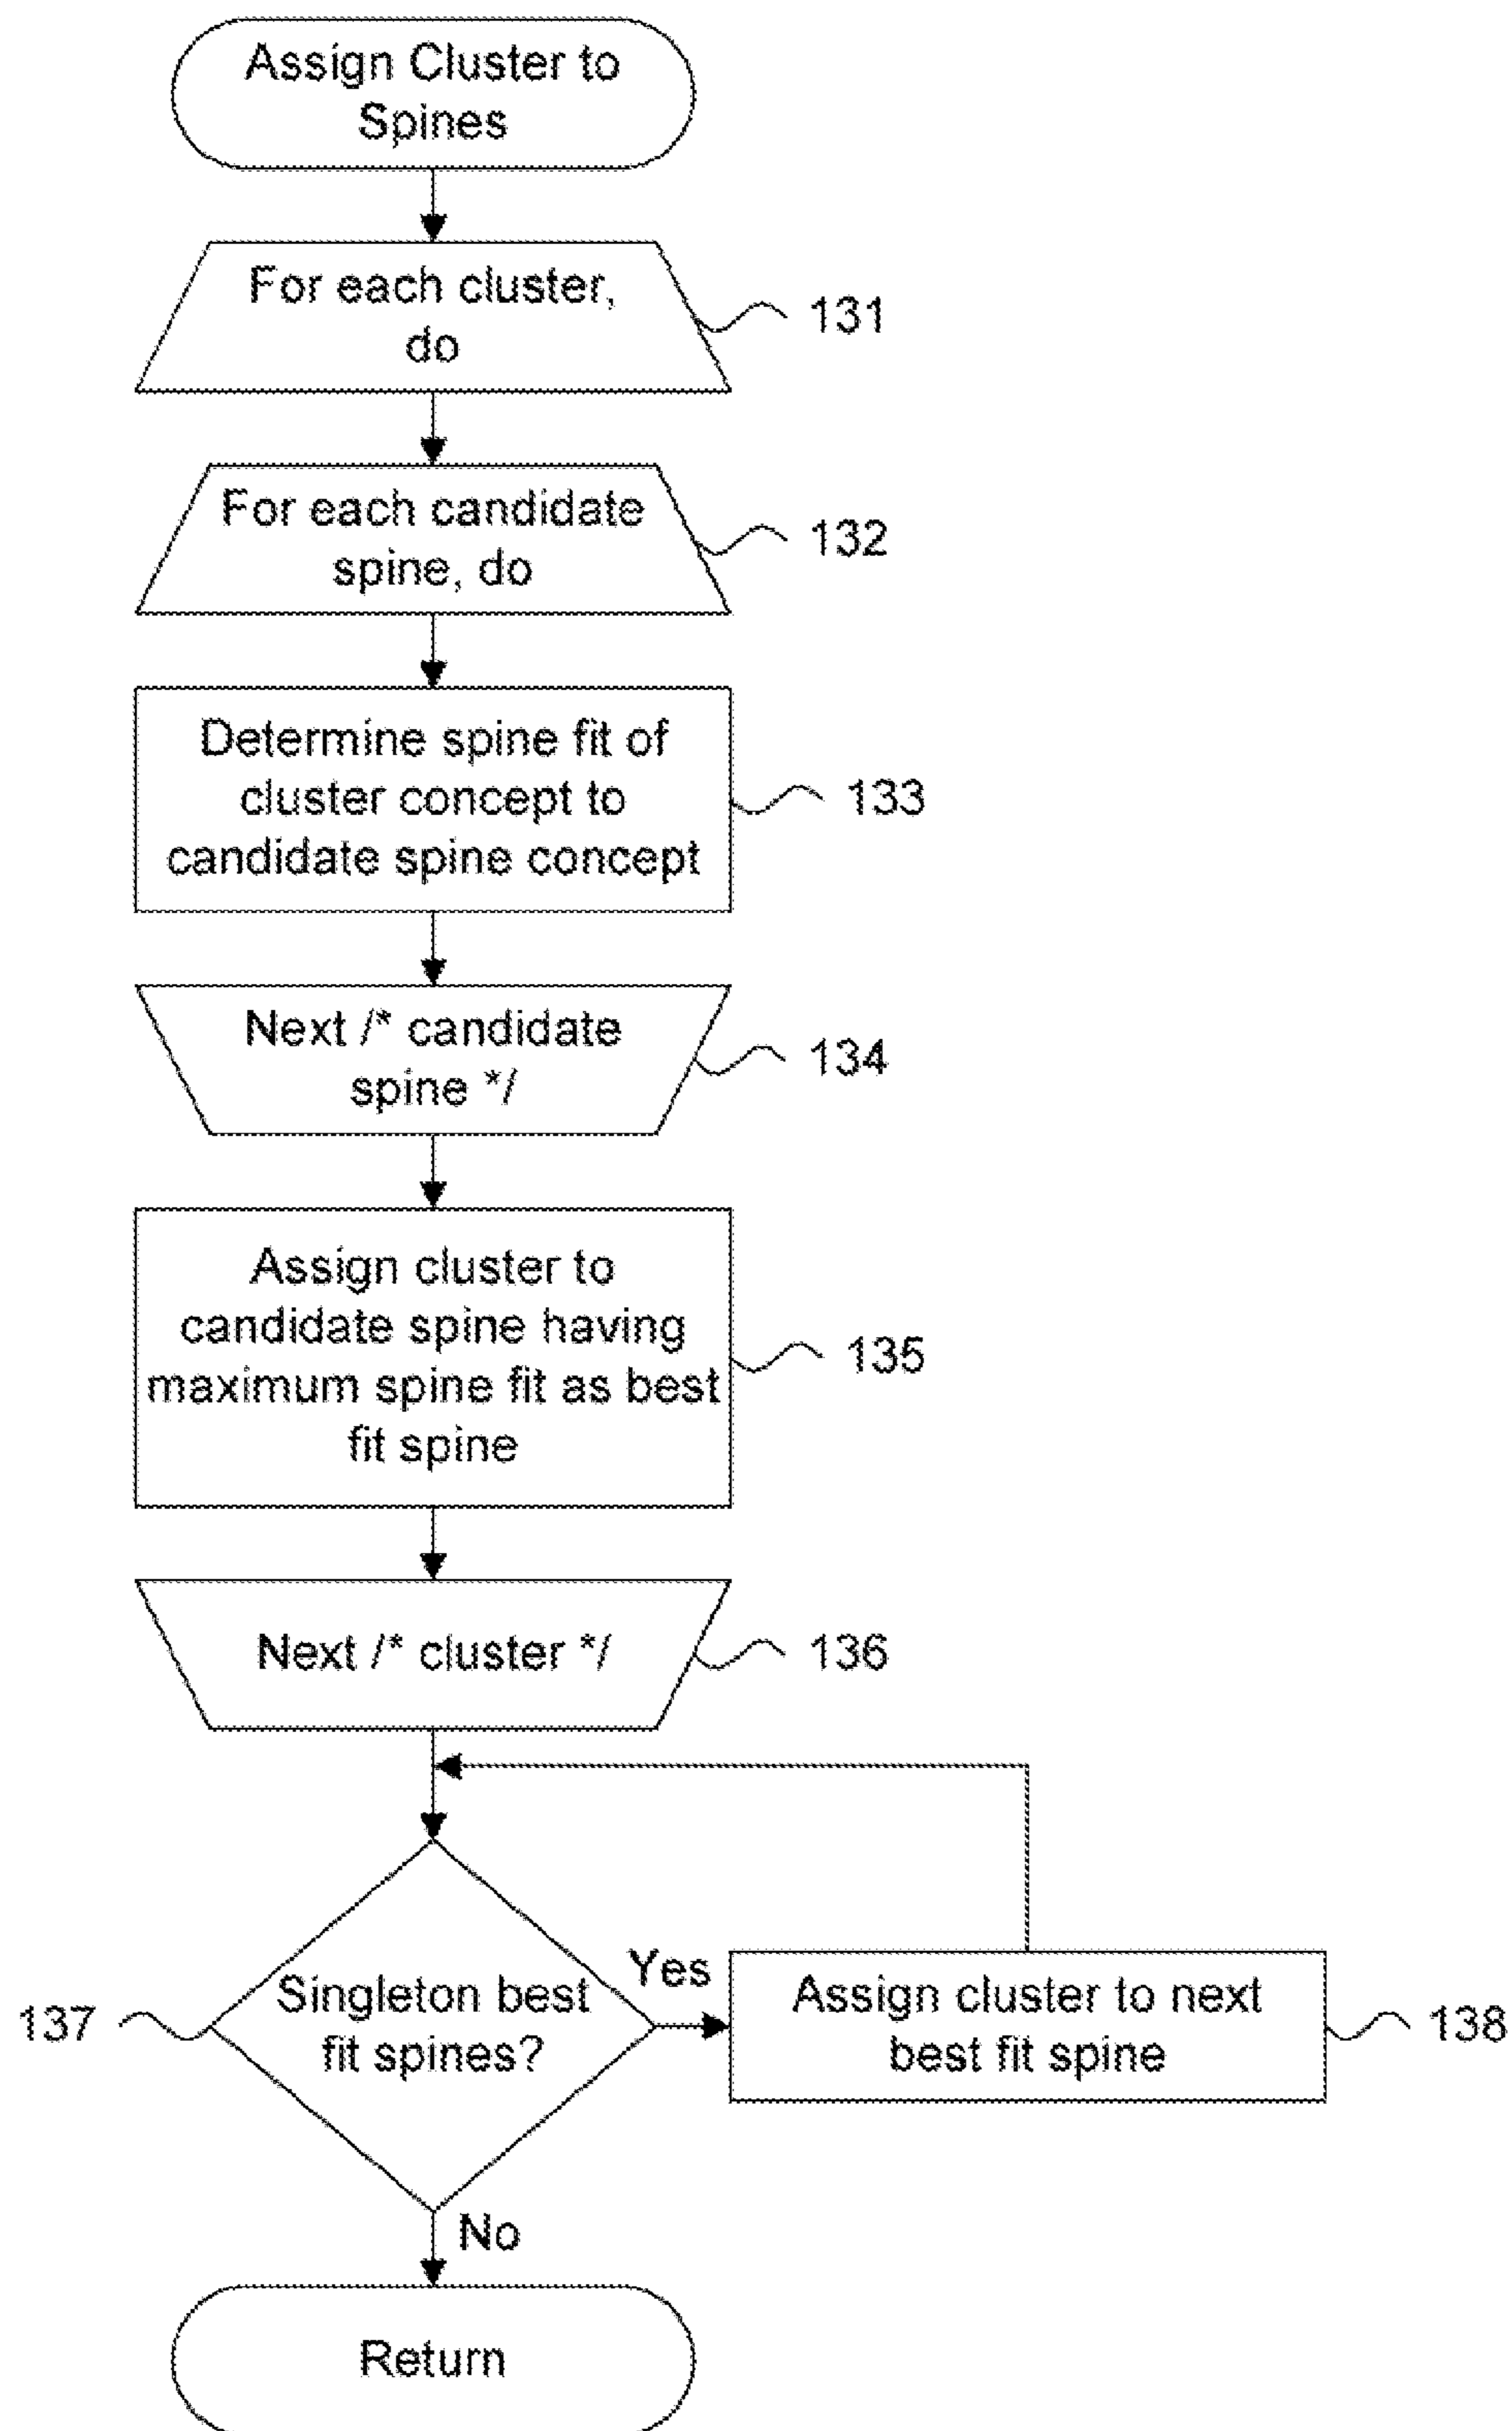 Assign Cluster to
Spines
For each cluster,
do
131
For each candidate
spine, do
132
Determine spine fit of
cluster concept to
candidate spine concept
133
Next /* candidate
spine */
134
Assign cluster to
candidate spine having
maximum spine fit as best
fit spine
135
Next /* cluster */
136
137
Singleton best
fit spines?
Yes
Assign cluster to next
best fit spine
138
No
Return